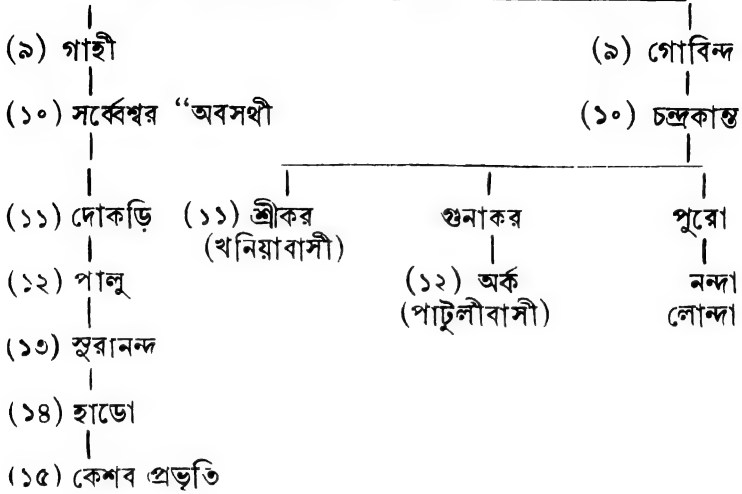 (৯) গাহী (৯) গোবিন্দ
(১০) সর্ব্বেশ্বর “অবসথী (১০) চন্দ্রকান্ত
(১১) দোকড়ি (১১) শ্রীকর গুনাকর পুরো
(খনিয়াবাসী)
(১২) পালু (১২) অর্ক নন্দা
(পাটুলীবাসী) লোন্দা
(১৩) সুরানন্দ
(১৪) হাডো
(১৫) কেশব প্রভৃতি